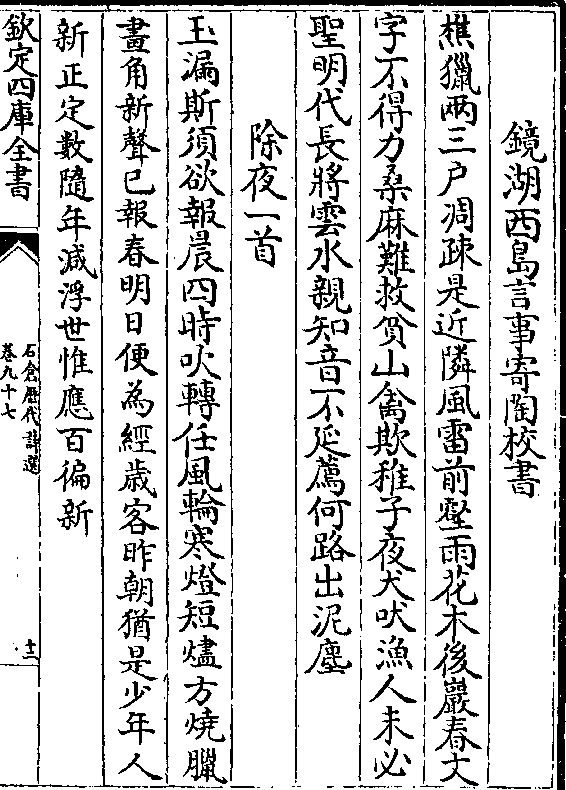 鏡湖西島言事寄陶校書
樵獵兩三戶凋疎是近隣風雷前壑雨花木後巖春文
字不得力桑麻難救貧山禽欺稚子夜犬吠漁人未必
聖明代長將雲水親知音不延薦何路出泥塵
除夜一首
玉漏斯須欲報晨四時吹轉任風輪寒燈短燼方燒臘
畫角新聲已報春明日便為經歲客昨朝猶是少年人
新正定數隨年減浮世惟應百徧新
欽定四庫全書
石倉歷代詩選
卷九十七
十二